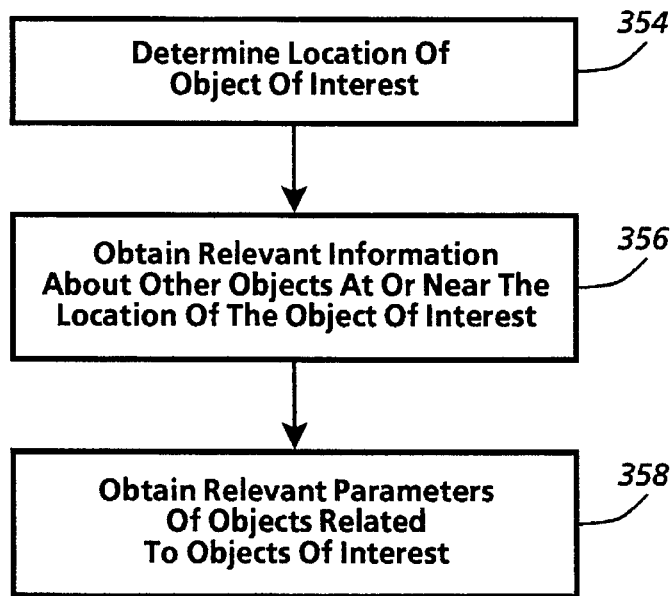 354
Determine Location Of
Object Of Interest
356
Obtain Relevant Information
About Other Objects At Or Near The
Location Of The Object Of Interest
358
Obtain Relevant Parameters
Of Objects Related
To Objects Of Interest